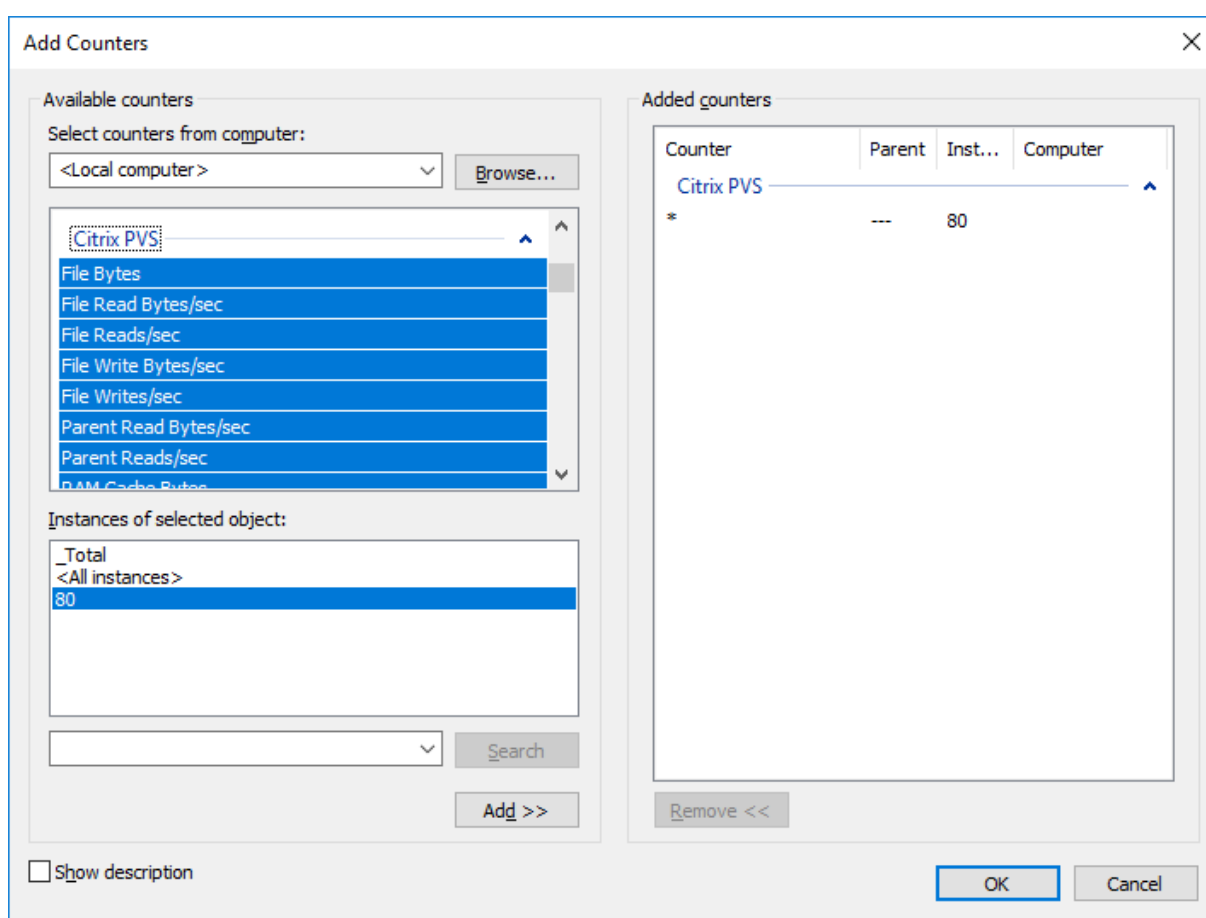 Add Counters
Available counters
Select counters from computer:
<Local computer>
Browse...
Citrix PVS
File Bytes
File Read Bytes/sec
File Reads/sec
File Write Bytes/sec
File Writes/sec
Parent Read Bytes/sec
Parent Reads/sec
RAM Cache Bytes
Instances of selected object:
_Total
<All instances>
80
Search
Add >>
Show description
Added counters
Counter Parent Inst... Computer
Citrix PVS
* --- 80
Remove <<
OK Cancel